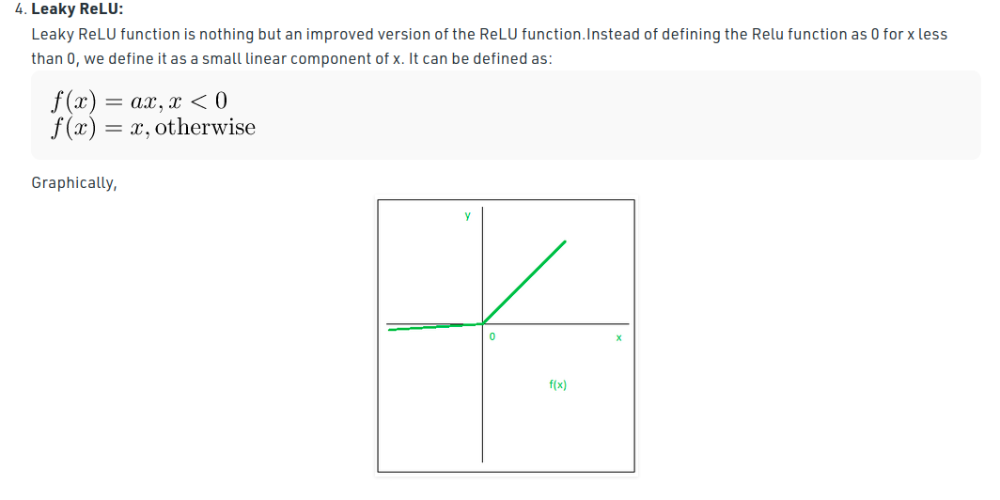 4. Leaky ReLU:
Leaky ReLU function is nothing but an improved version of the ReLU function.Instead of defining the Relu function as 0 for x less
than 0, we define it as a small linear component of x. It can be defined as:
f(x) = ax, x < 0
f(x) = x, otherwise
Graphically,
y
0
x
f(x)